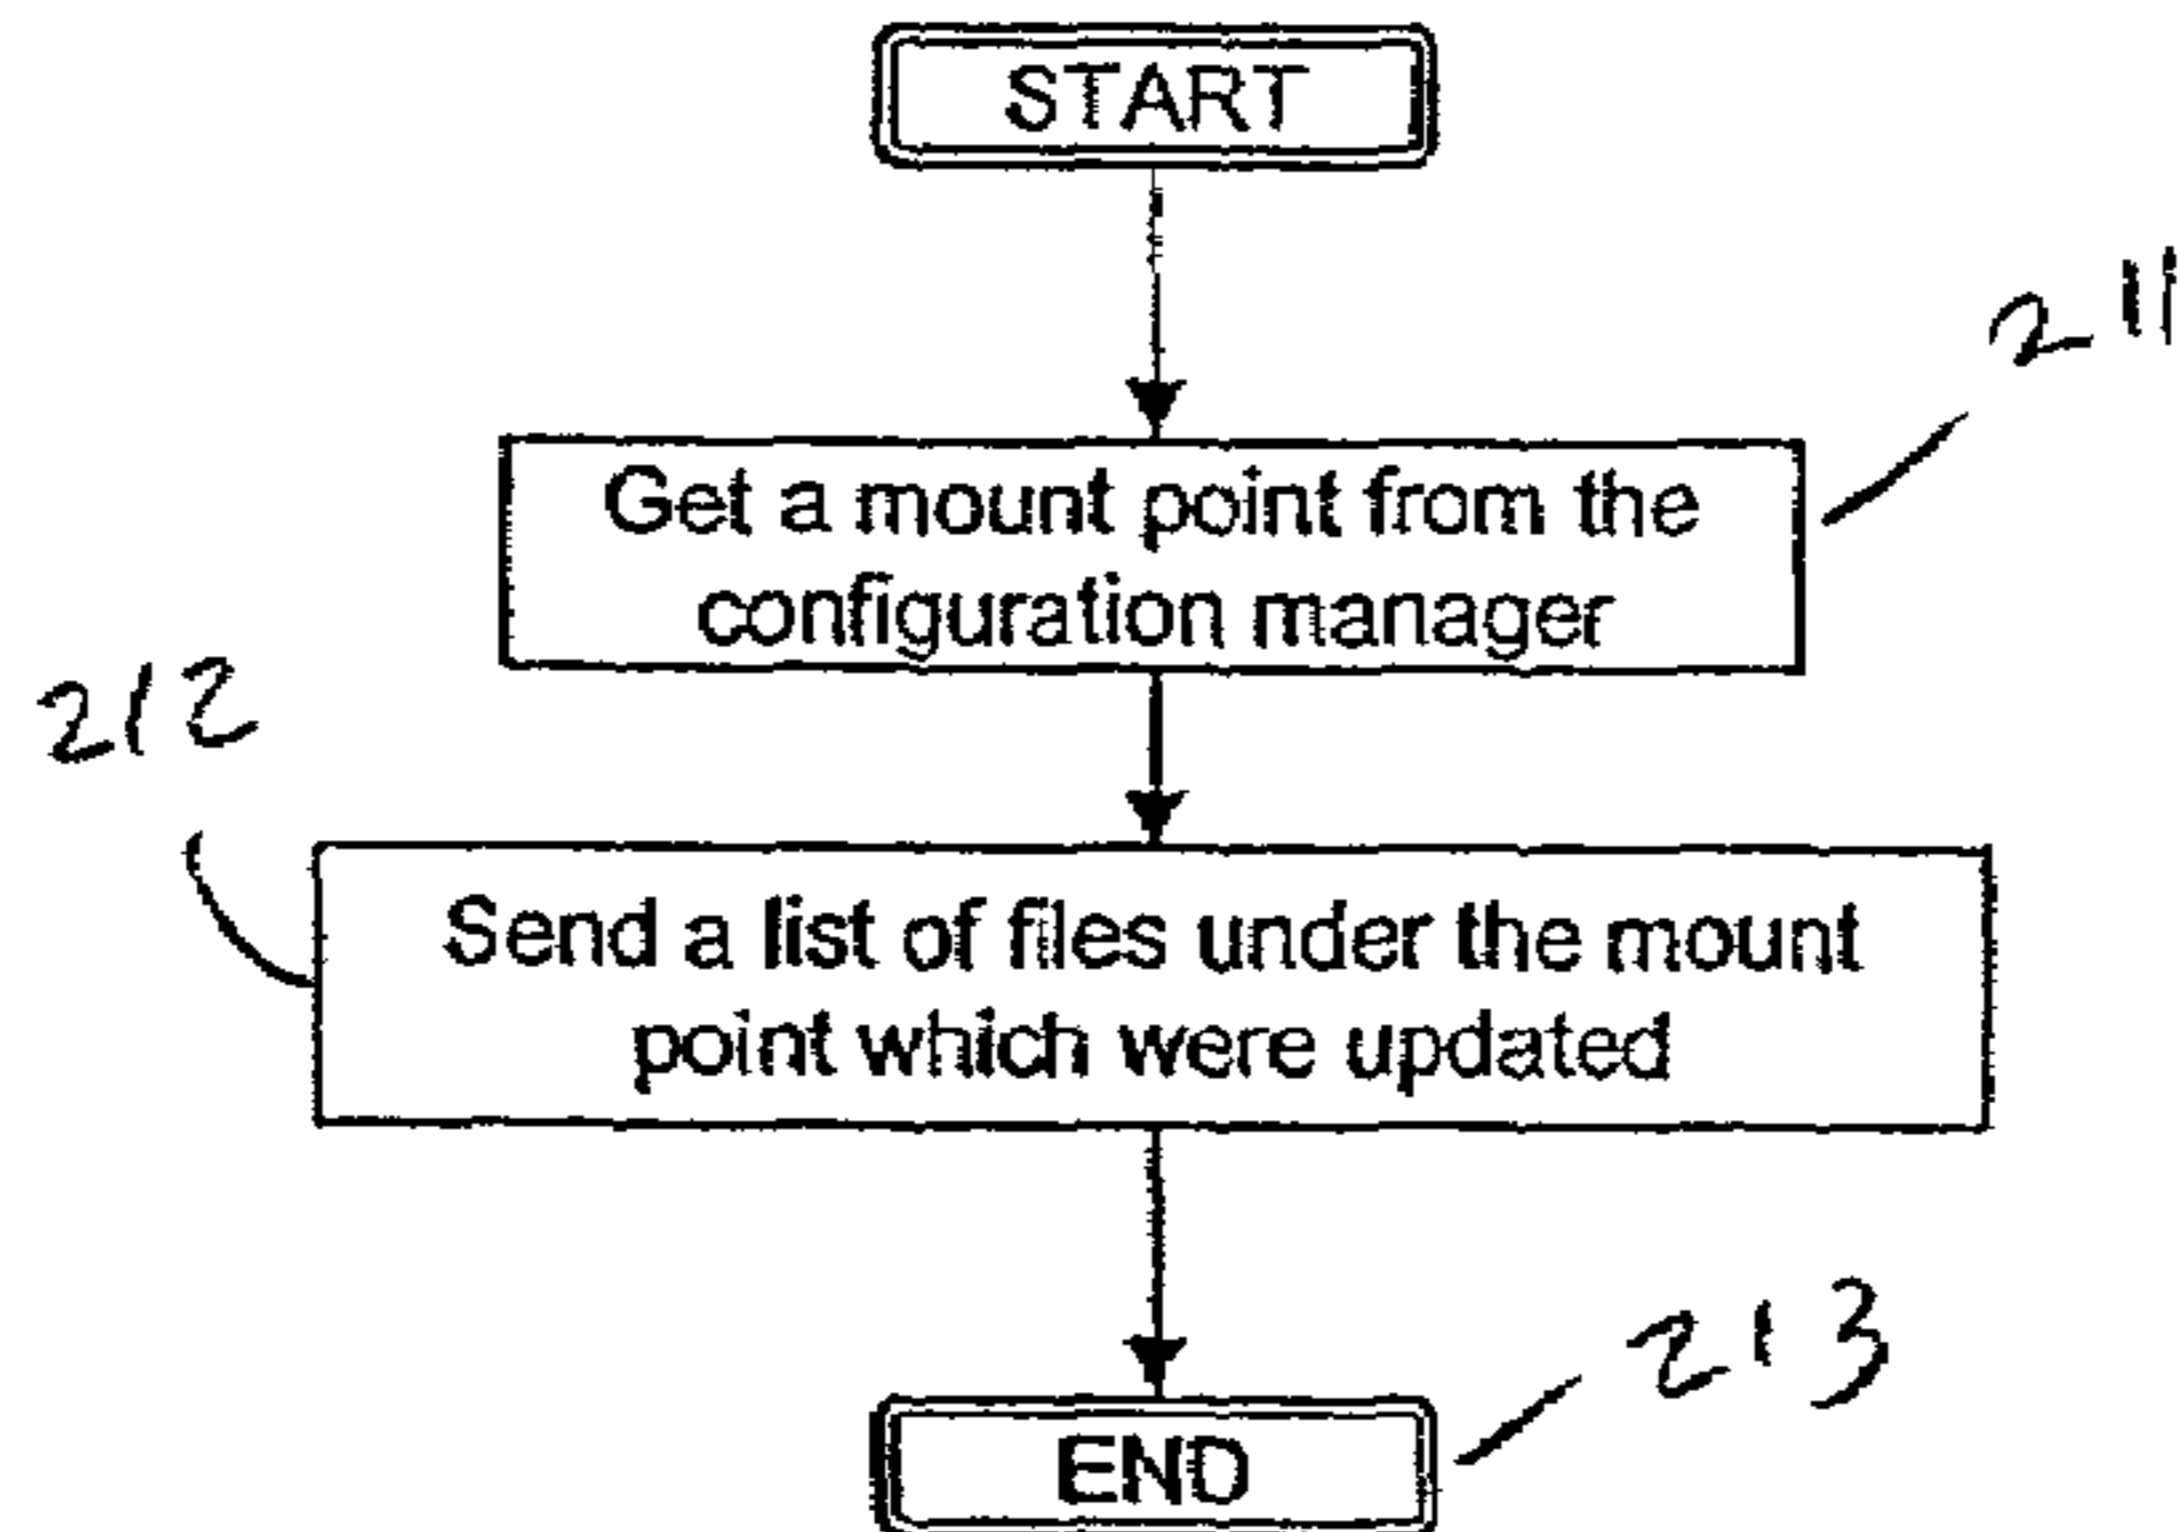 START
211
Get a mount point from the
configuration manager
212
Send a list of files under the mount
point which were updated
213
END